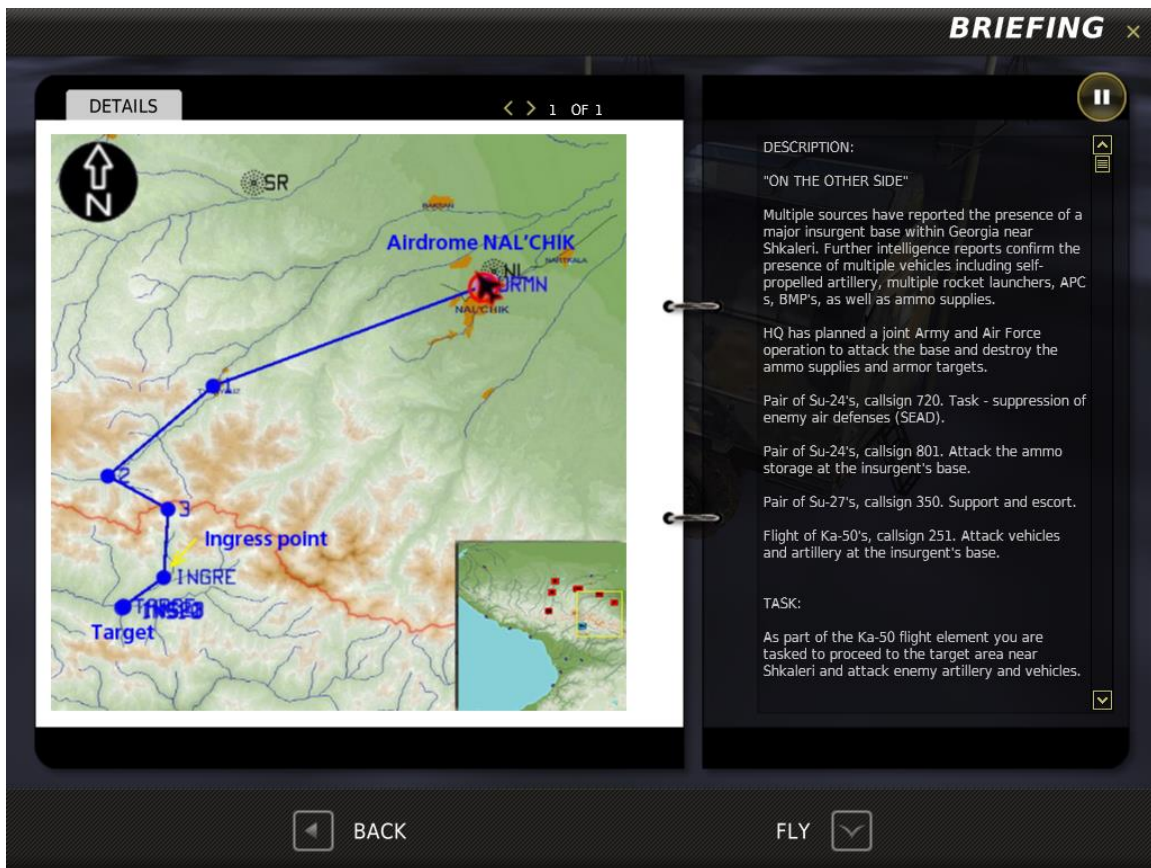 BRIEFING ×
DETAILS
< > 1 OF 1
N
SR
BAKSAN
Airdrome NAL'CHIK
NL
NARTKALA
NAL'CHIK
1
2
3
Ingress point
INGRE
Target
DESCRIPTION:
"ON THE OTHER SIDE"
Multiple sources have reported the presence of a
major insurgent base within Georgia near
Shkaleri. Further intelligence reports confirm the
presence of multiple vehicles including self-
propelled artillery, multiple rocket launchers, APC
s, BMP's, as well as ammo supplies.
HQ has planned a joint Army and Air Force
operation to attack the base and destroy the
ammo supplies and armor targets.
Pair of Su-24's, callsign 720. Task - suppression of
enemy air defenses (SEAD).
Pair of Su-24's, callsign 801. Attack the ammo
storage at the insurgent's base.
Pair of Su-27's, callsign 350. Support and escort.
Flight of Ka-50's, callsign 251. Attack vehicles
and artillery at the insurgent's base.
TASK:
As part of the Ka-50 flight element you are
tasked to proceed to the target area near
Shkaleri and attack enemy artillery and vehicles.
BACK
FLY